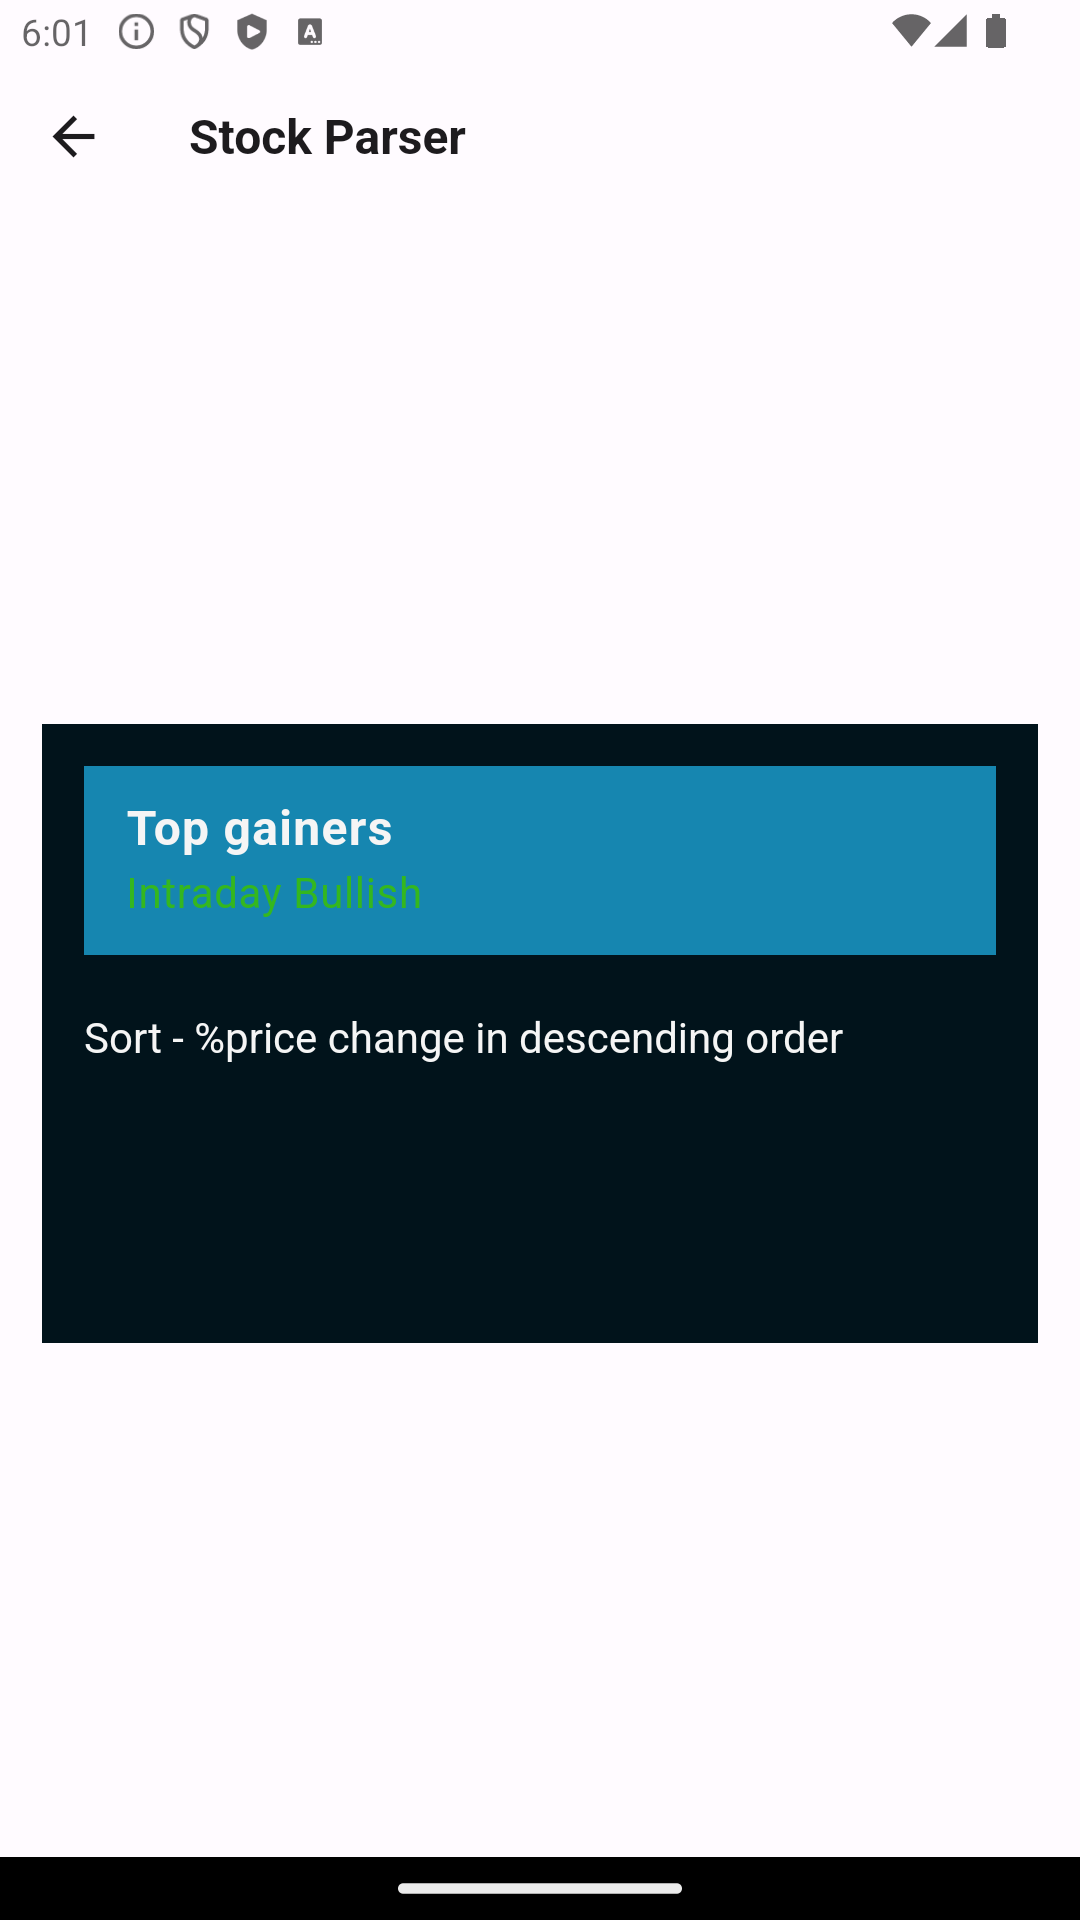 6:01
Stock Parser
Top gainers
Intraday Bullish
Sort - %price change in descending order